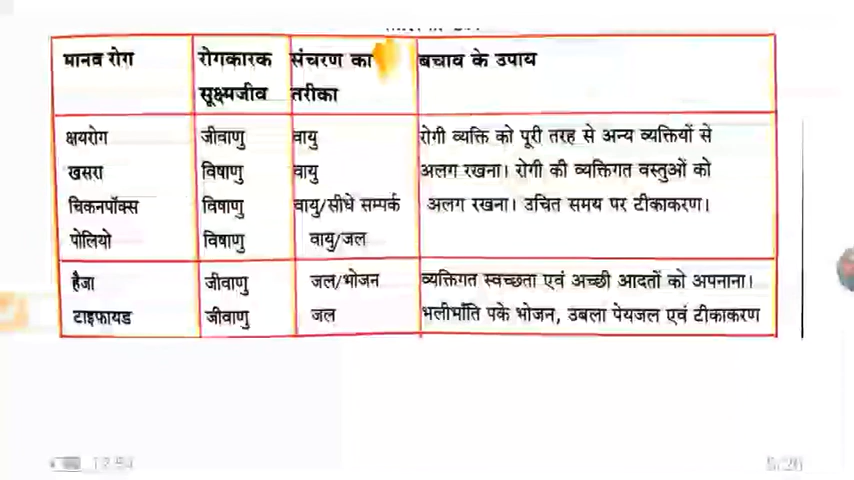 मानव रोग रोगकारक संचरण का बचाव के उपाय
सूक्ष्मजीव तरीका
क्षयरोग जीवाणु वायु रोगी व्यक्ति को पूरी तरह से अन्य व्यक्तियों से
खसरा विषाणु वायु अलग रखना। रोगी की व्यक्तिगत वस्तुओं को
चिकनपॉक्स विषाणु वायु/सीधे सम्पर्क अलग रखना। उचित समय पर टीकाकरण।
पोलियो विषाणु वायु/जल
हैजा जीवाणु जल/भोजन व्यक्तिगत स्वच्छता एवं अच्छी आदतों को अपनाना।
टाइफायड जीवाणु जल भलीभाँति पके भोजन, उबला पेयजल एवं टीकाकरण